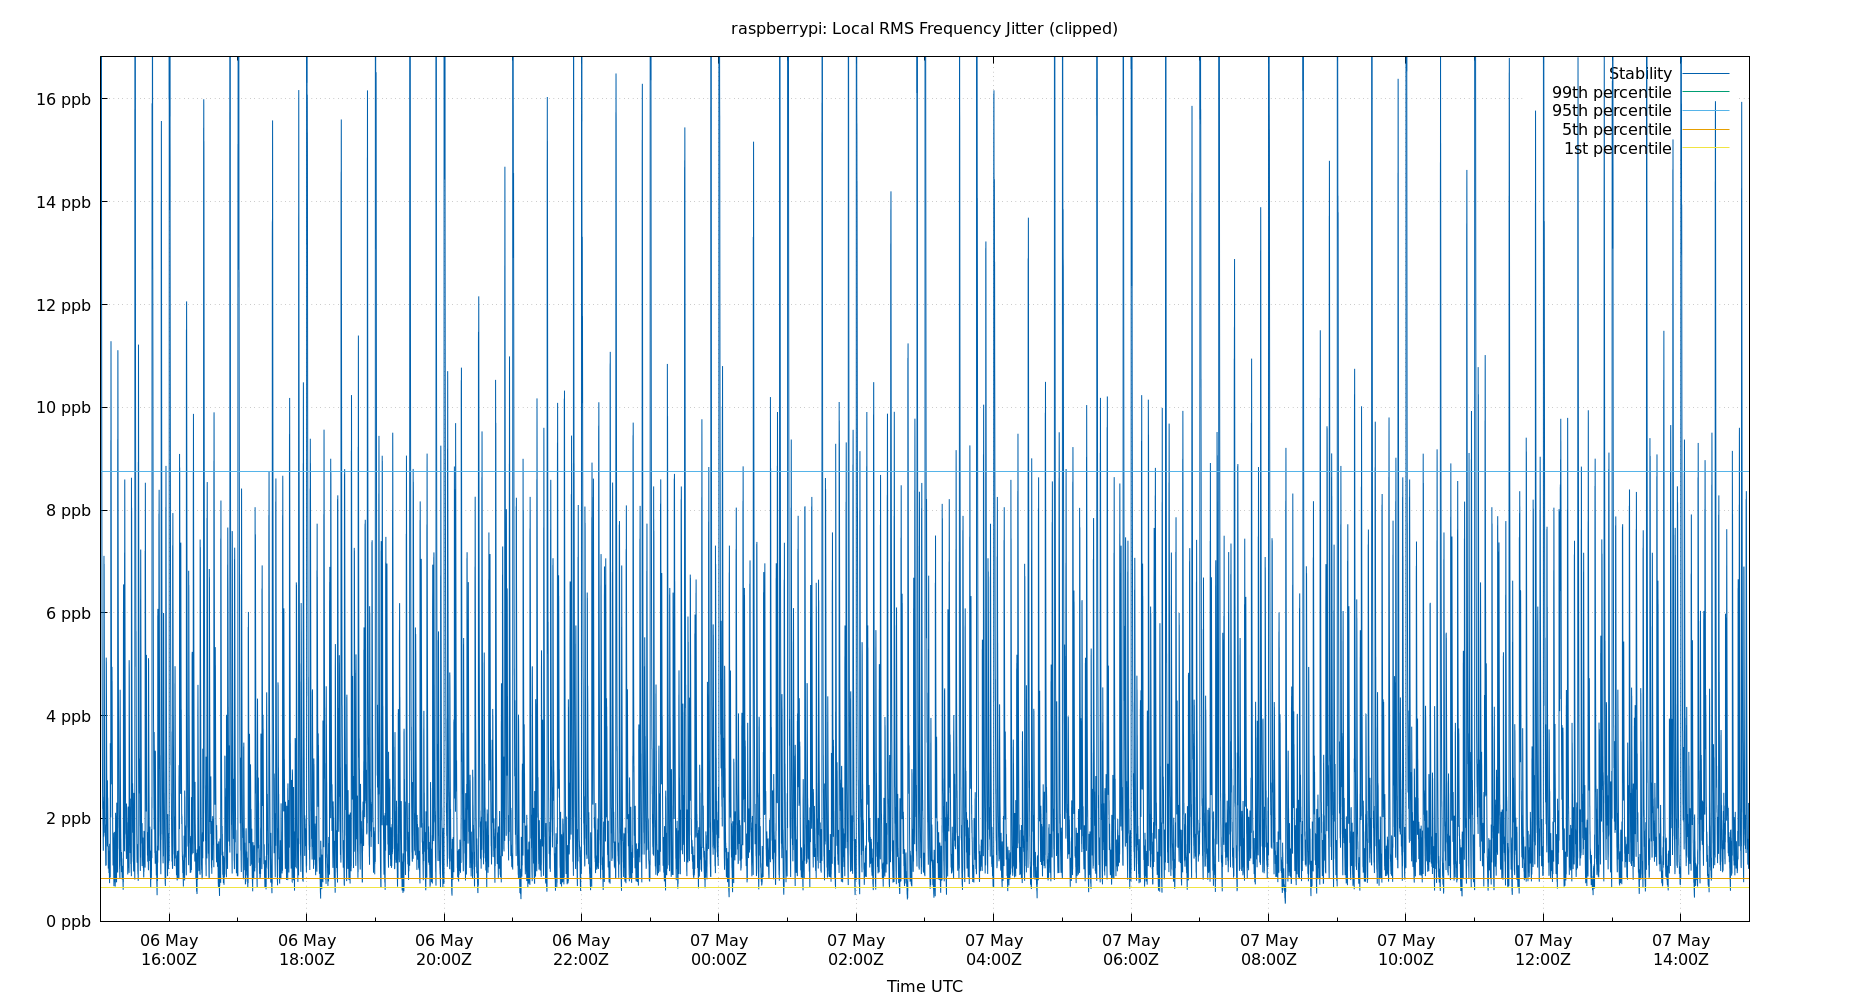 raspberrypi: Local RMS Frequency Jitter (clipped)
Stability
99th percentile
95th percentile
5th percentile
1st percentile
16 ppb
14 ppb
12 ppb
10 ppb
8 ppb
6 ppb
4 ppb
2 ppb
0 ppb
06 May 06 May 06 May 06 May 07 May 07 May 07 May 07 May 07 May 07 May 07 May 07 May
16:00Z 18:00Z 20:00Z 22:00Z 00:00Z 02:00Z 04:00Z 06:00Z 08:00Z 10:00Z 12:00Z 14:00Z
Time UTC